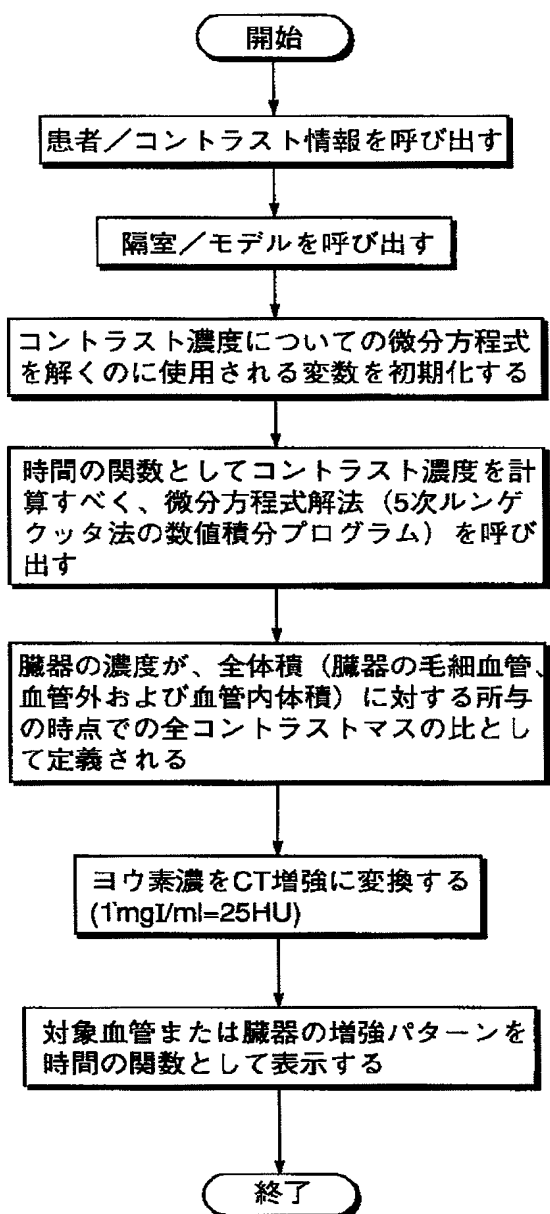 開始
患者／コントラスト情報を呼び出す
隔室／モデルを呼び出す
コントラスト濃度についての微分方程式
を解くのに使用される変数を初期化する
時間の関数としてコントラスト濃度を計
算すべく、微分方程式解法（5次ルンゲ
クッタ法の数値積分プログラム）を呼び
出す
臓器の濃度が、全体積（臓器の毛細血管、
血管外および血管内体積）に対する所与
の時点での全コントラストマスの比とし
て定義される
ヨウ素濃をCT増強に変換する
(1mgI/ml=25HU)
対象血管または臓器の増強パターンを
時間の関数として表示する
終了